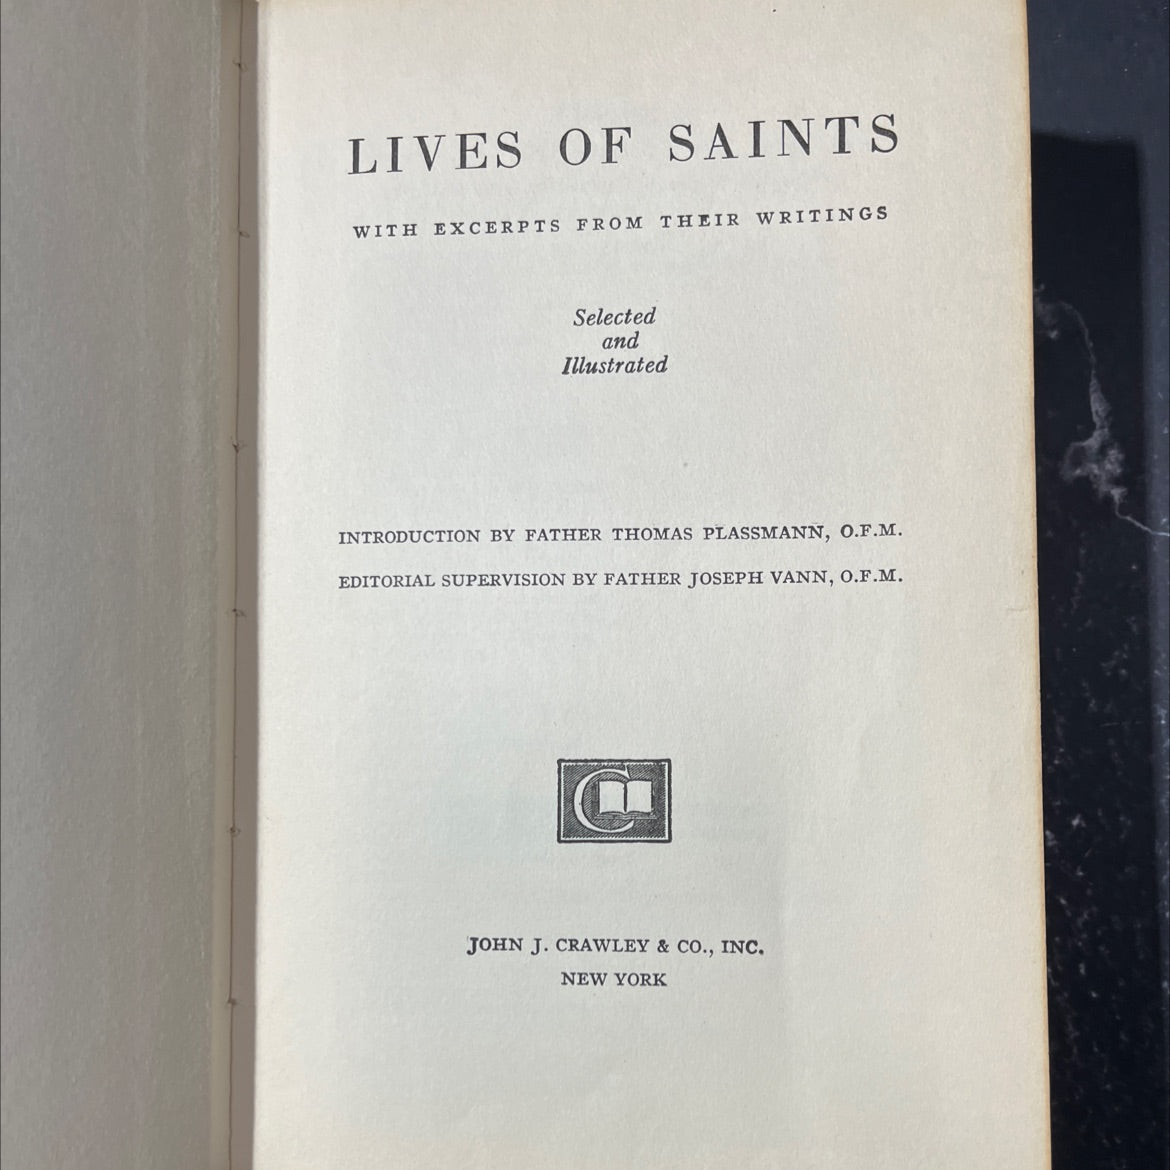 LIVES OF SAINTS
WITH EXCERPTS FROM THEIR WRITINGS
Selected
and
Illustrated
INTRODUCTION BY FATHER THOMAS PLASSMANN, O.F.M.
EDITORIAL SUPERVISION BY FATHER JOSEPH VANN, O.F.M.
C
JOHN J. CRAWLEY & CO., INC.
NEW YORK